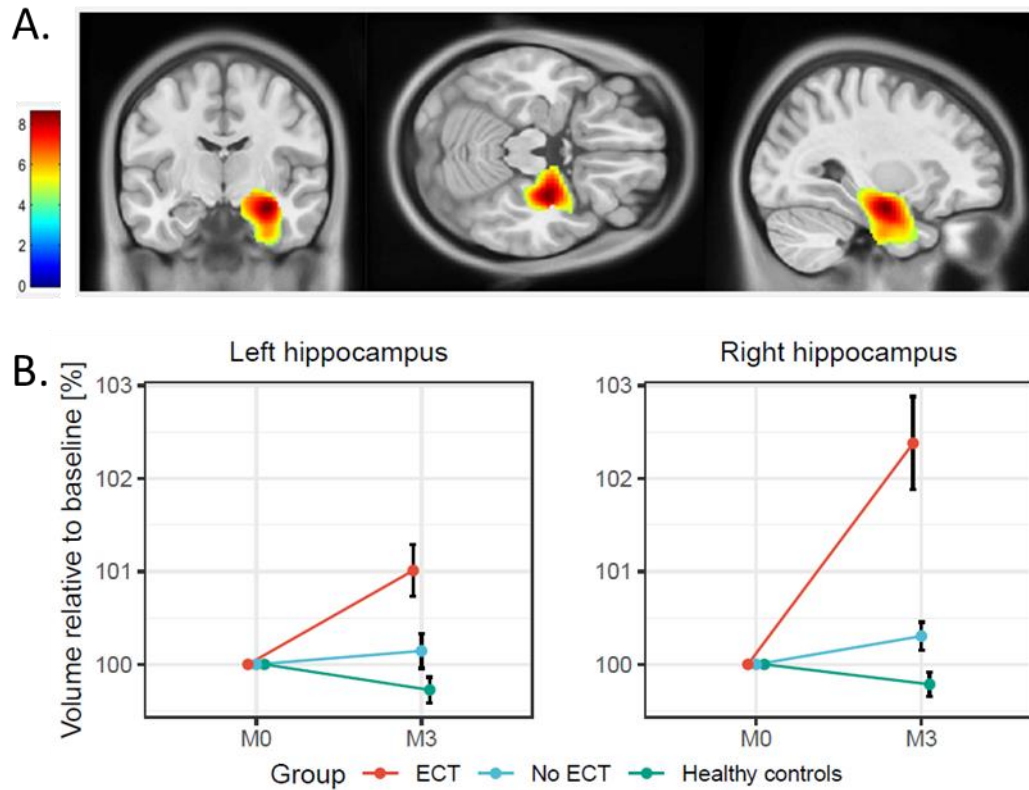 A.
8
6
4
2
0
B.
Left hippocampus
Right hippocampus
Volume relative to baseline [%]
103
102
101
100
M0
M3
103
102
101
100
M0
M3
Group ECT No ECT Healthy controls